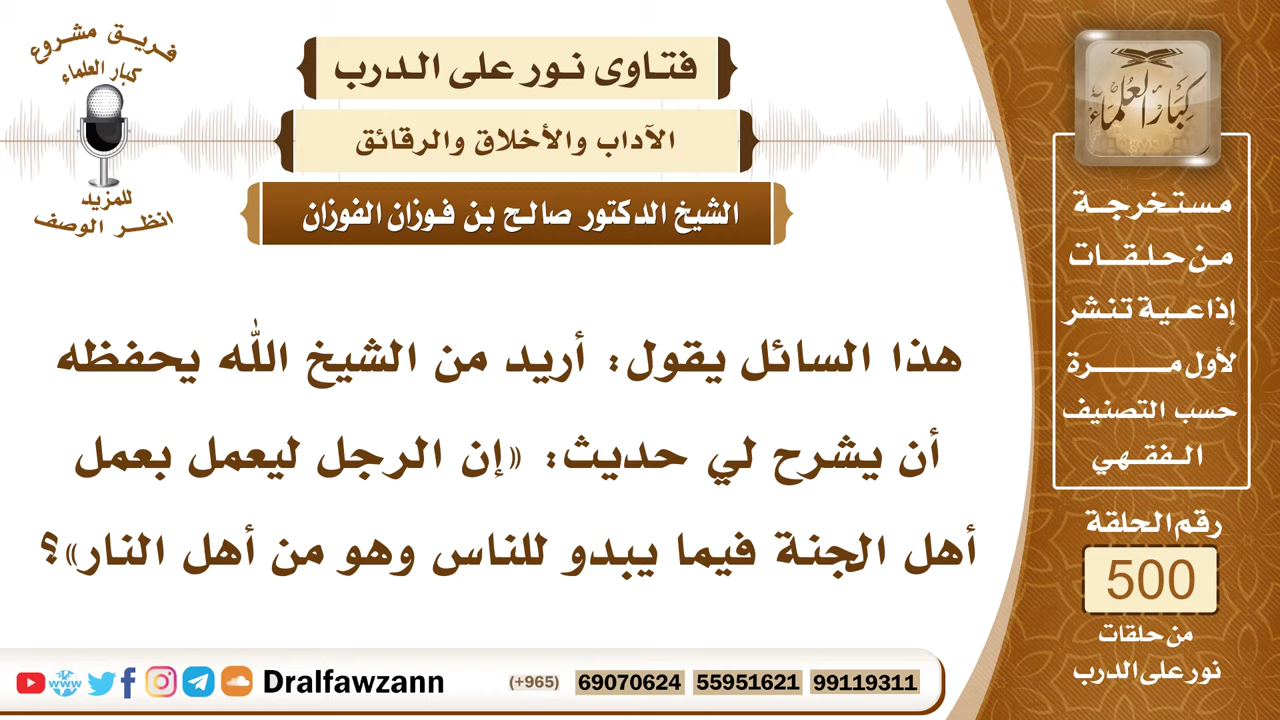 فريق مشروع
كبار العلماء
للمزيد
انظر الوصف
فتاوى نور على الدرب
الآداب والأخلاق والرقائق
الشيخ الدكتور صالح بن فوزان الفوزان
هذا السائل يقول: أريد من الشيخ الله يحفظه
أن يشرح لي حديث: «إن الرجل ليعمل بعمل
أهل الجنة فيما يبدو للناس وهو من أهل النار»؟
كبار العُلماء
مستخرجة
من حلقات
إذاعية تنشر
لأول مرة
حسب التصنيف
الفقهي
رقم الحلقة
500
من حلقات
نور على الدرب
www
Dralfawzann
(+965) 69070624 55951621 99119311